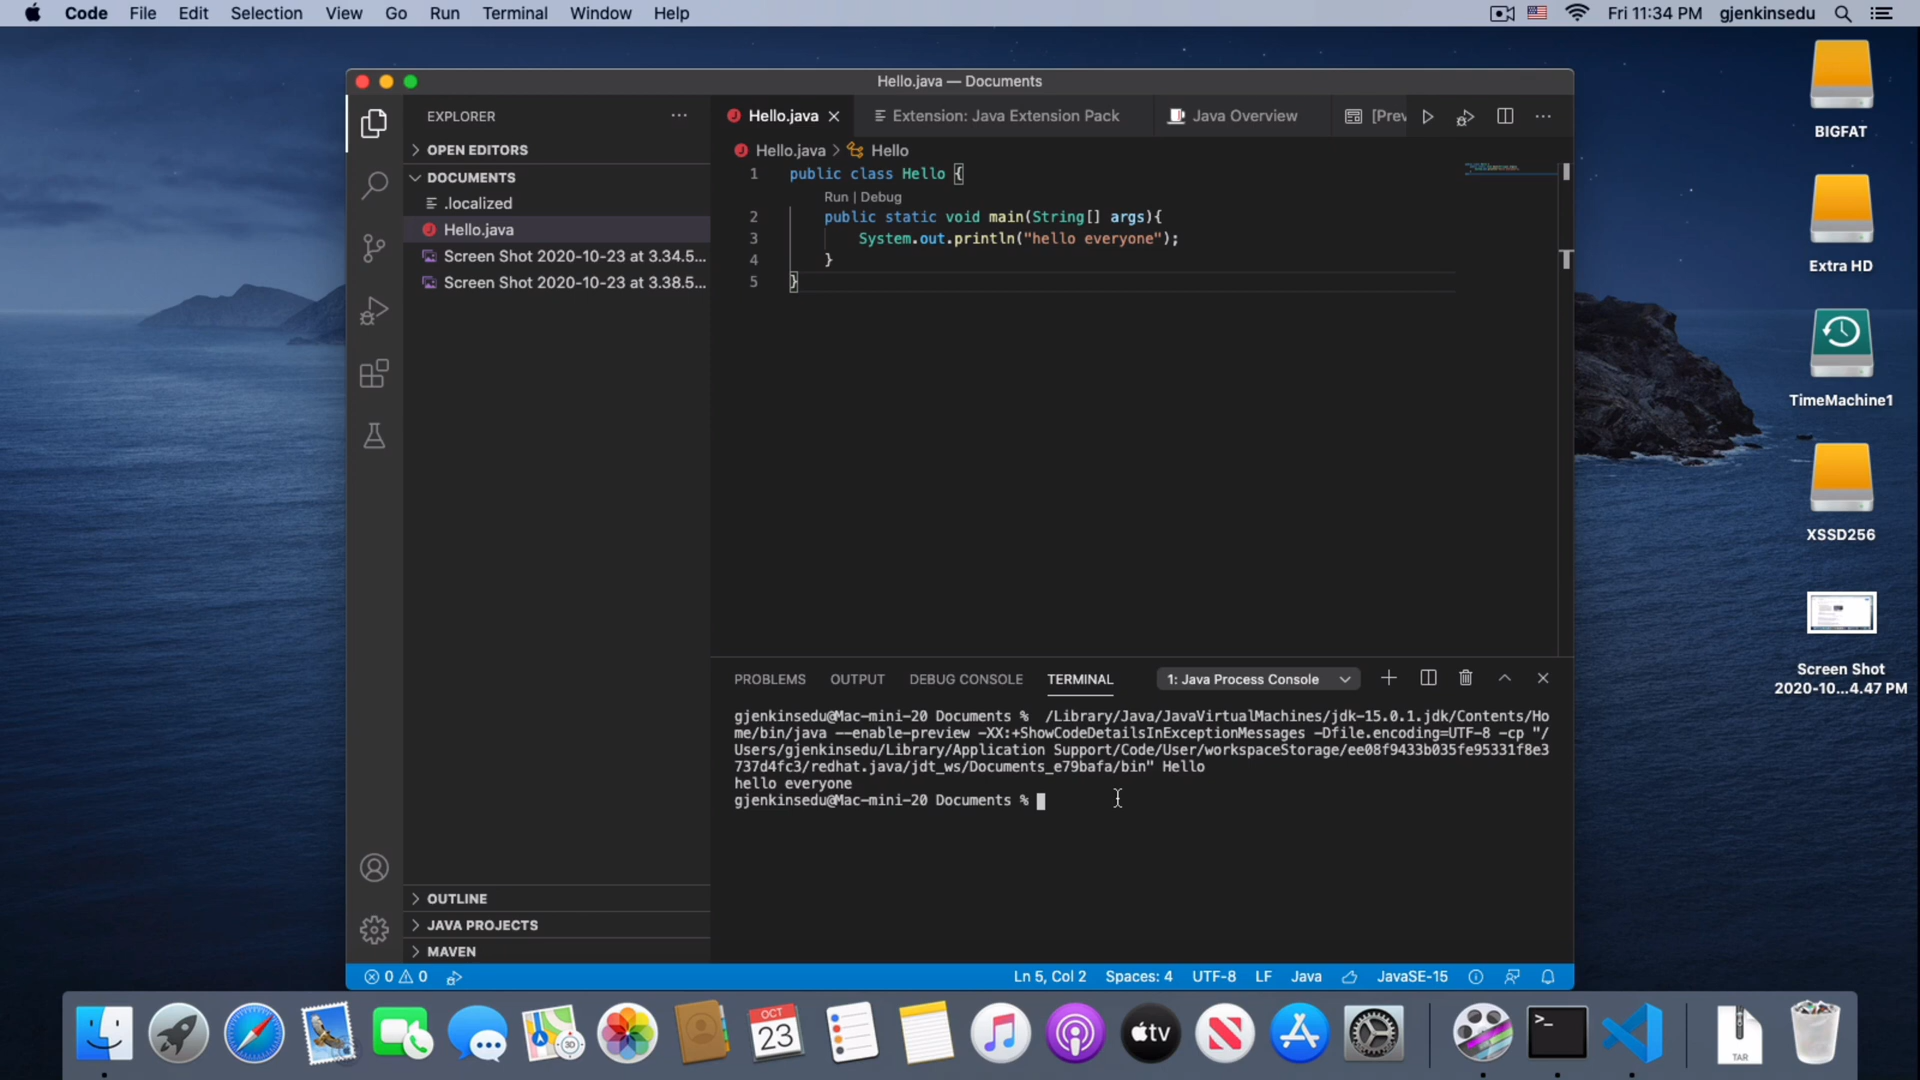 Code File Edit Selection View Go Run Terminal Window Help
Fri 11:34 PM gjenkinsedu
Hello.java — Documents
EXPLORER
OPEN EDITORS
DOCUMENTS
.localized
Hello.java
Screen Shot 2020-10-23 at 3.34.5...
Screen Shot 2020-10-23 at 3.38.5...
OUTLINE
JAVA PROJECTS
MAVEN
Hello.java Extension: Java Extension Pack Java Overview [Prev
Hello.java > Hello
1 public class Hello {
Run | Debug
2 public static void main(String[] args){
3 System.out.println("hello everyone");
4 }
5 }
PROBLEMS OUTPUT DEBUG CONSOLE TERMINAL 1: Java Process Console
gjenkinsedu@Mac-mini-20 Documents % /Library/Java/JavaVirtualMachines/jdk-15.0.1.jdk/Contents/Ho
me/bin/java --enable-preview -XX:+ShowCodeDetailsInExceptionMessages -Dfile.encoding=UTF-8 -cp "/
Users/gjenkinsedu/Library/Application Support/Code/User/workspaceStorage/ee08f9433b035fe95331f8e3
737d4fc3/redhat.java/jdt_ws/Documents_e79bafa/bin" Hello
hello everyone
gjenkinsedu@Mac-mini-20 Documents %
0 0 Ln 5, Col 2 Spaces: 4 UTF-8 LF Java JavaSE-15
BIGFAT
Extra HD
TimeMachine1
XSSD256
Screen Shot
2020-10...4.47 PM
OCT
23
tv
>_
TAR